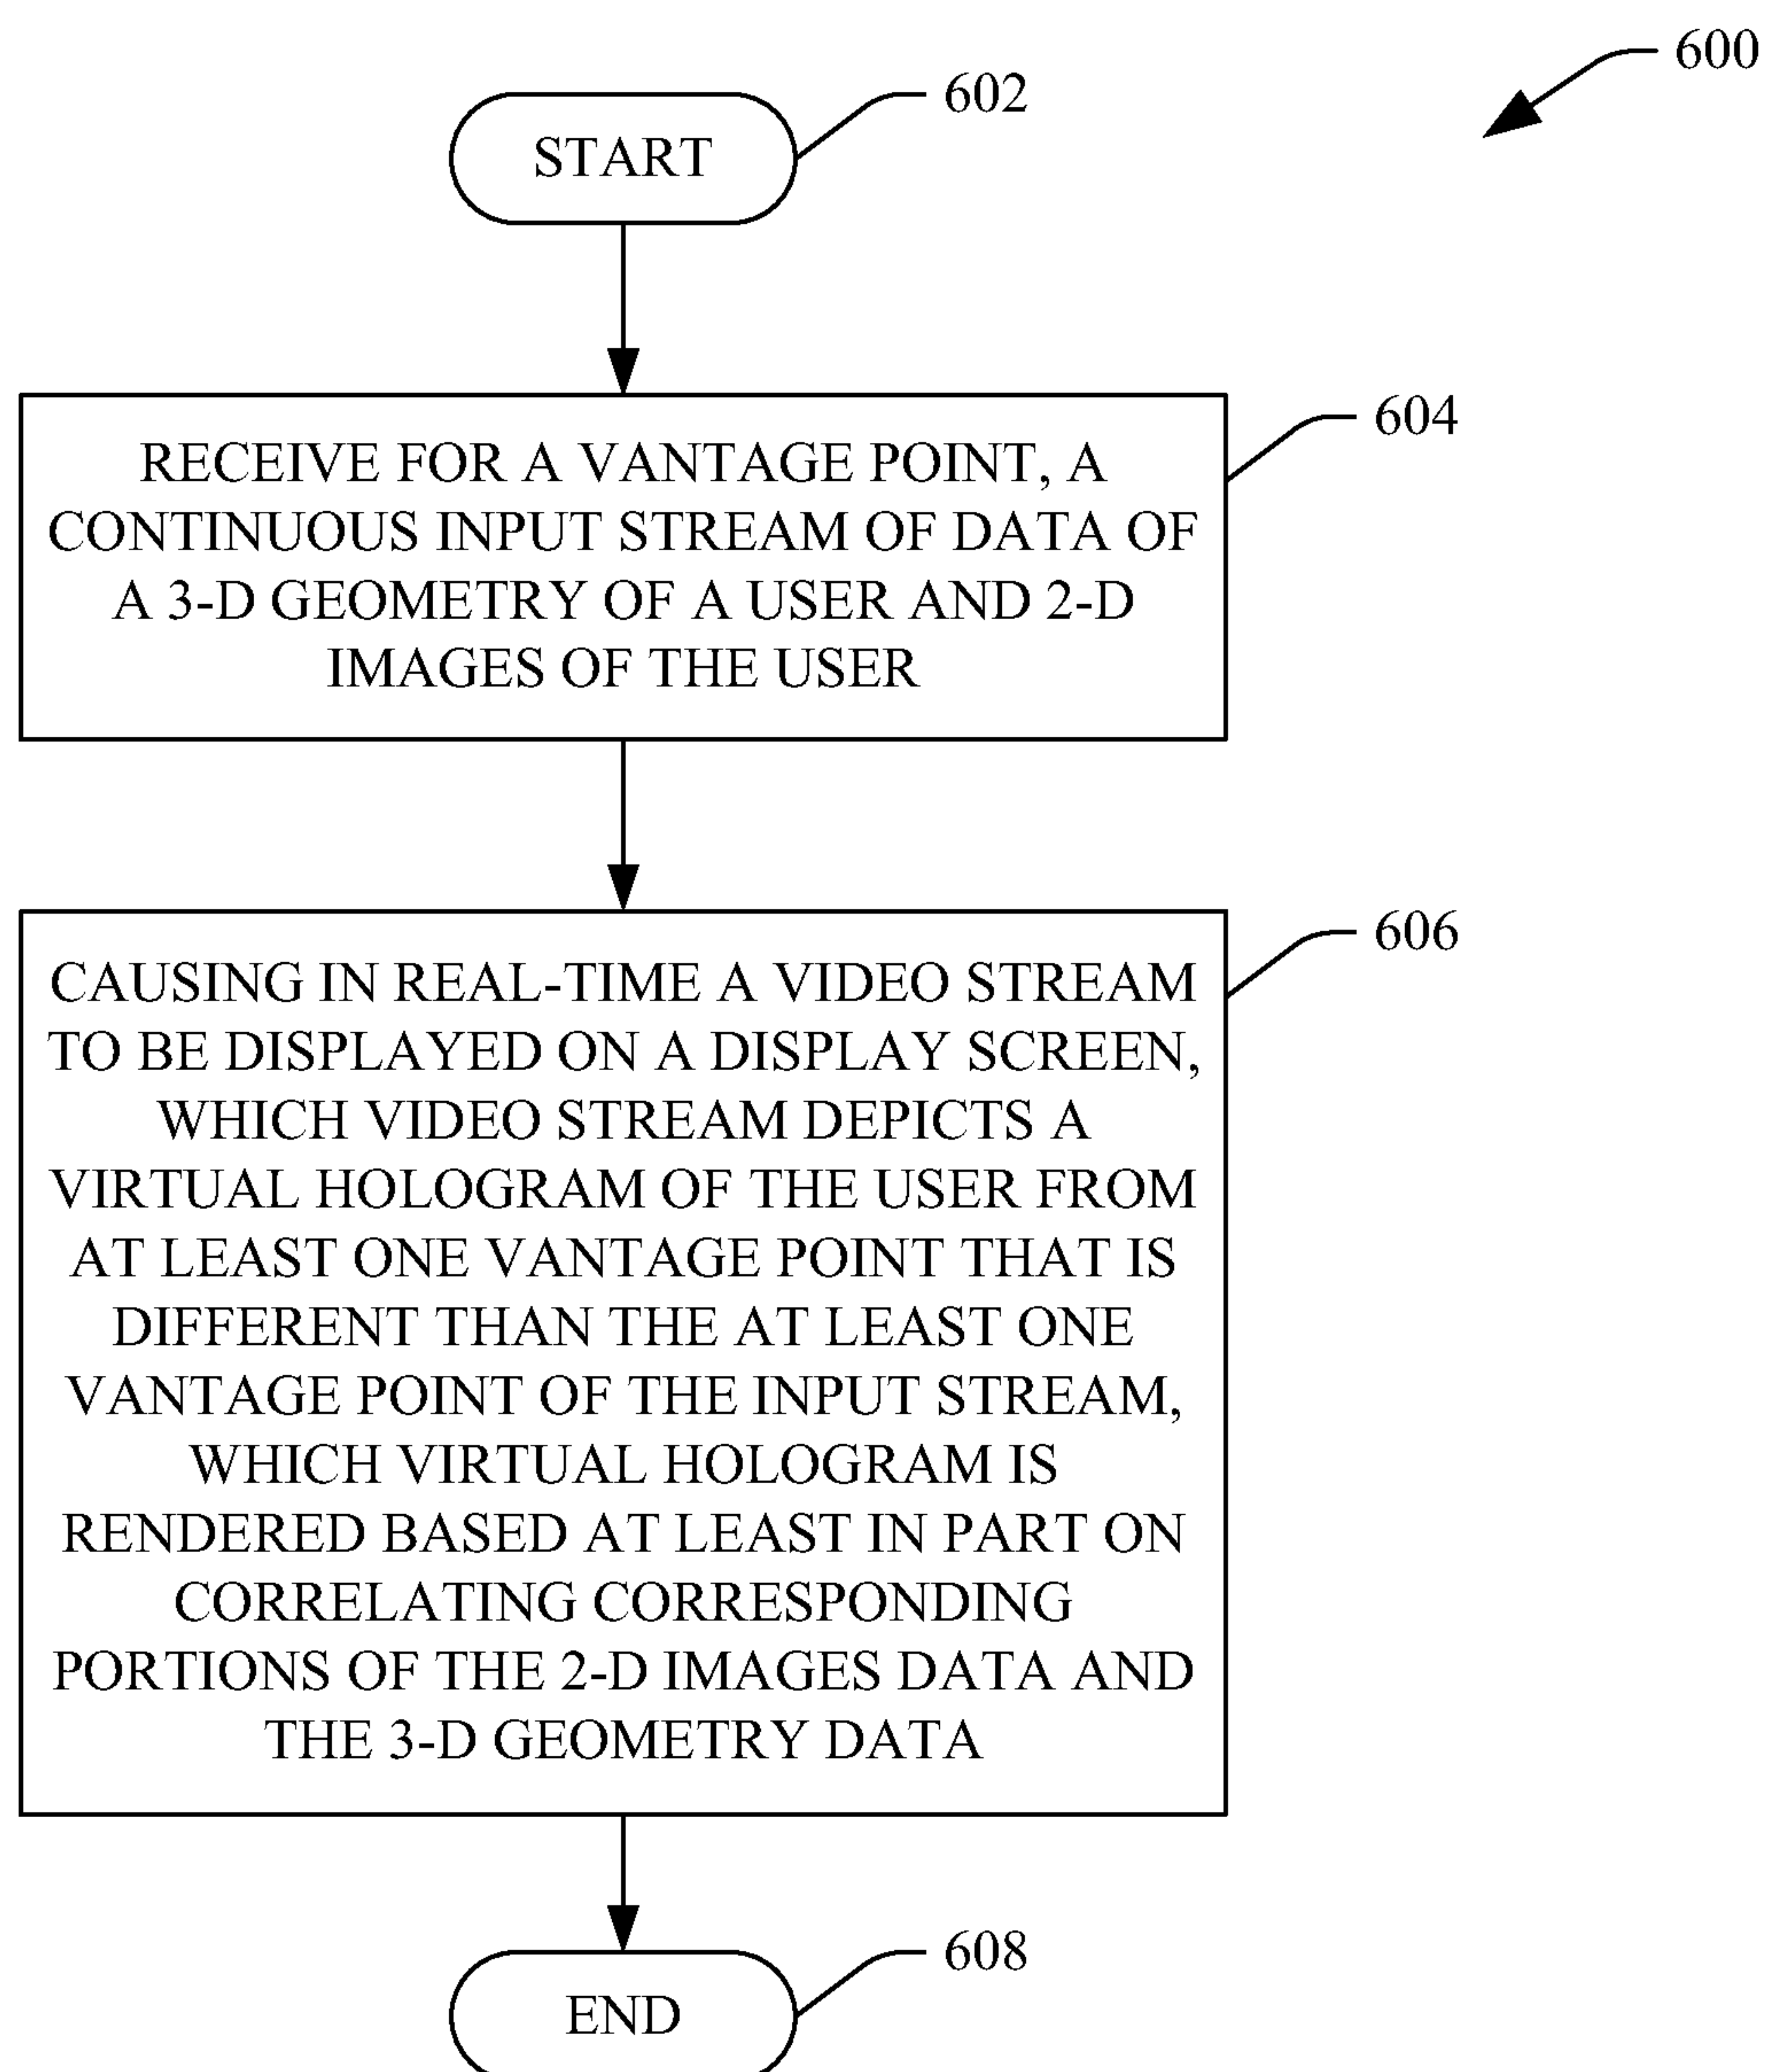 600
602
START
604
RECEIVE FOR A VANTAGE POINT, A
CONTINUOUS INPUT STREAM OF DATA OF
A 3-D GEOMETRY OF A USER AND 2-D
IMAGES OF THE USER
606
CAUSING IN REAL-TIME A VIDEO STREAM
TO BE DISPLAYED ON A DISPLAY SCREEN,
WHICH VIDEO STREAM DEPICTS A
VIRTUAL HOLOGRAM OF THE USER FROM
AT LEAST ONE VANTAGE POINT THAT IS
DIFFERENT THAN THE AT LEAST ONE
VANTAGE POINT OF THE INPUT STREAM,
WHICH VIRTUAL HOLOGRAM IS
RENDERED BASED AT LEAST IN PART ON
CORRELATING CORRESPONDING
PORTIONS OF THE 2-D IMAGES DATA AND
THE 3-D GEOMETRY DATA
608
END